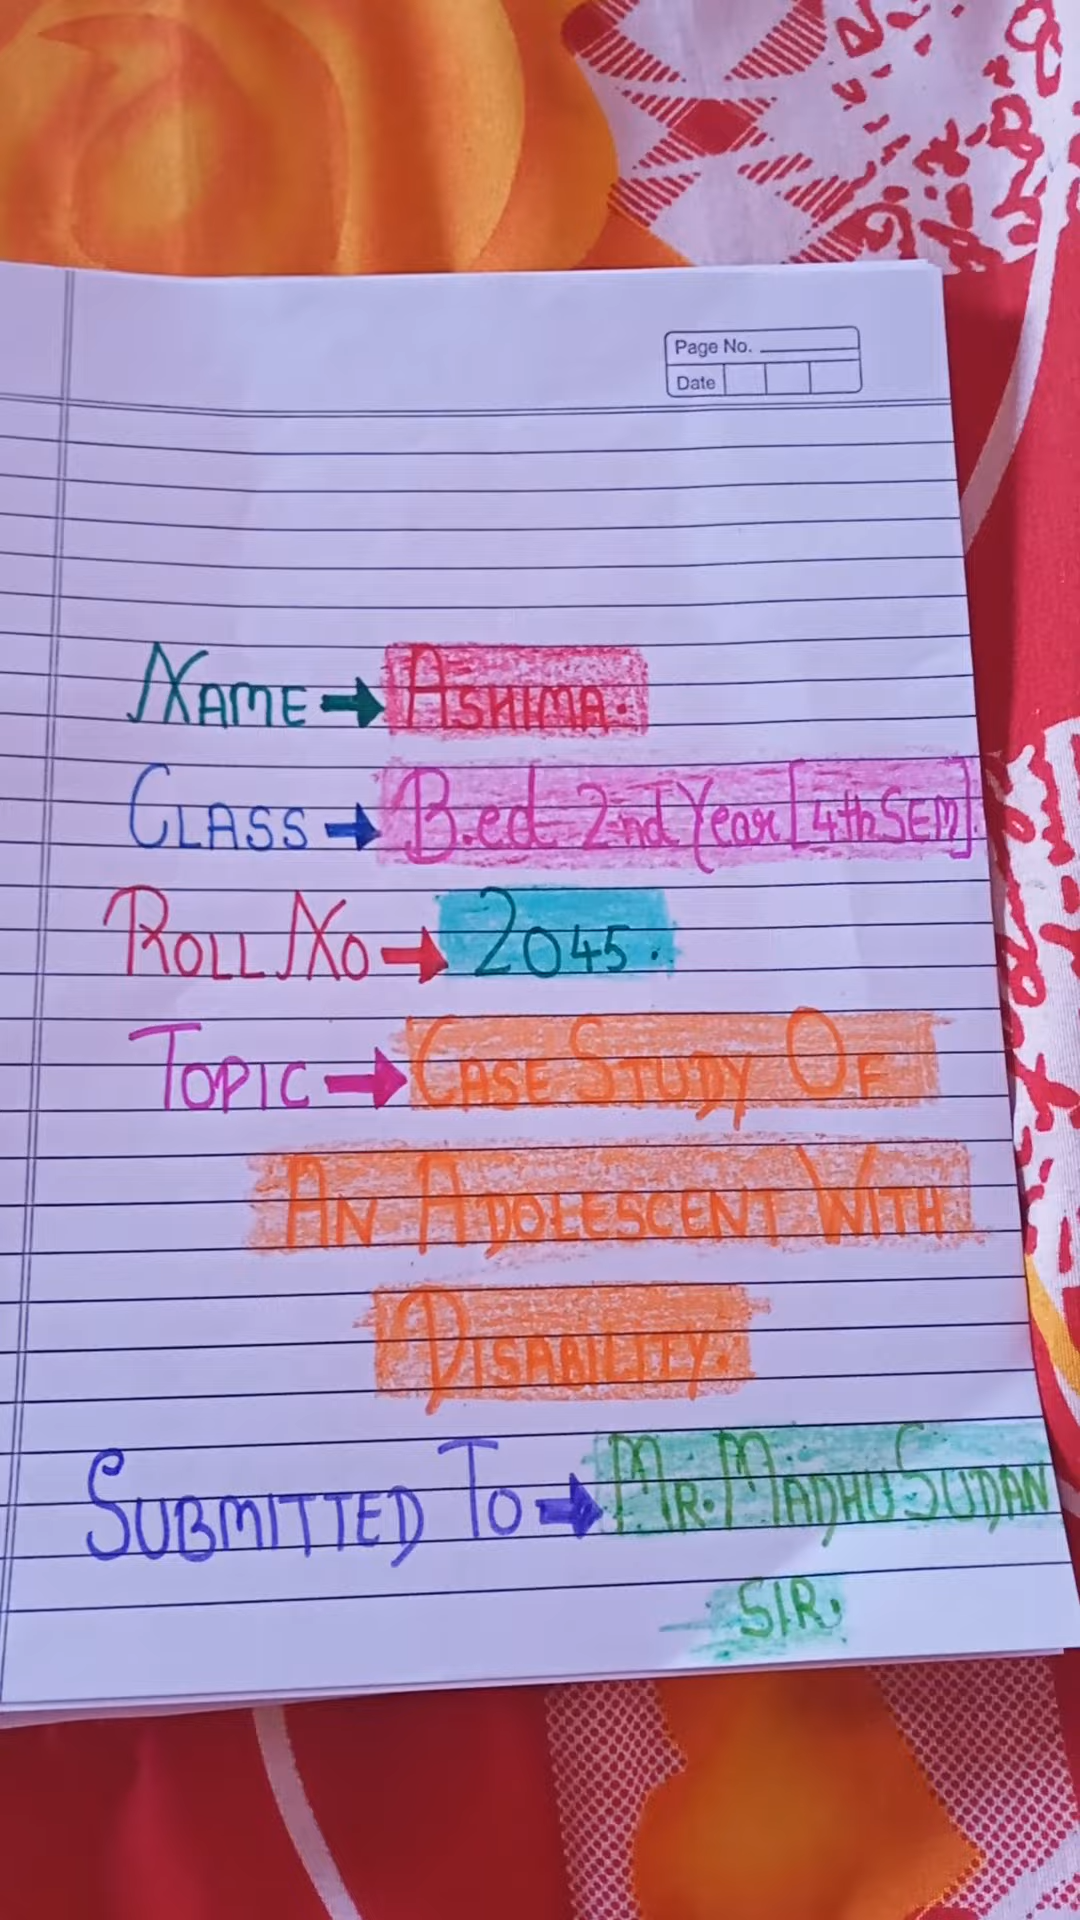 Page No.
Date
NAME → ASHIMA.
CLASS → B.ed 2nd Year [4th SEM].
ROLL NO → 2045.
TOPIC → CASE STUDY OF
AN ADOLESCENT WITH
DISABILITY.
SUBMITTED TO → MR. MADHU SUDAN
SIR.